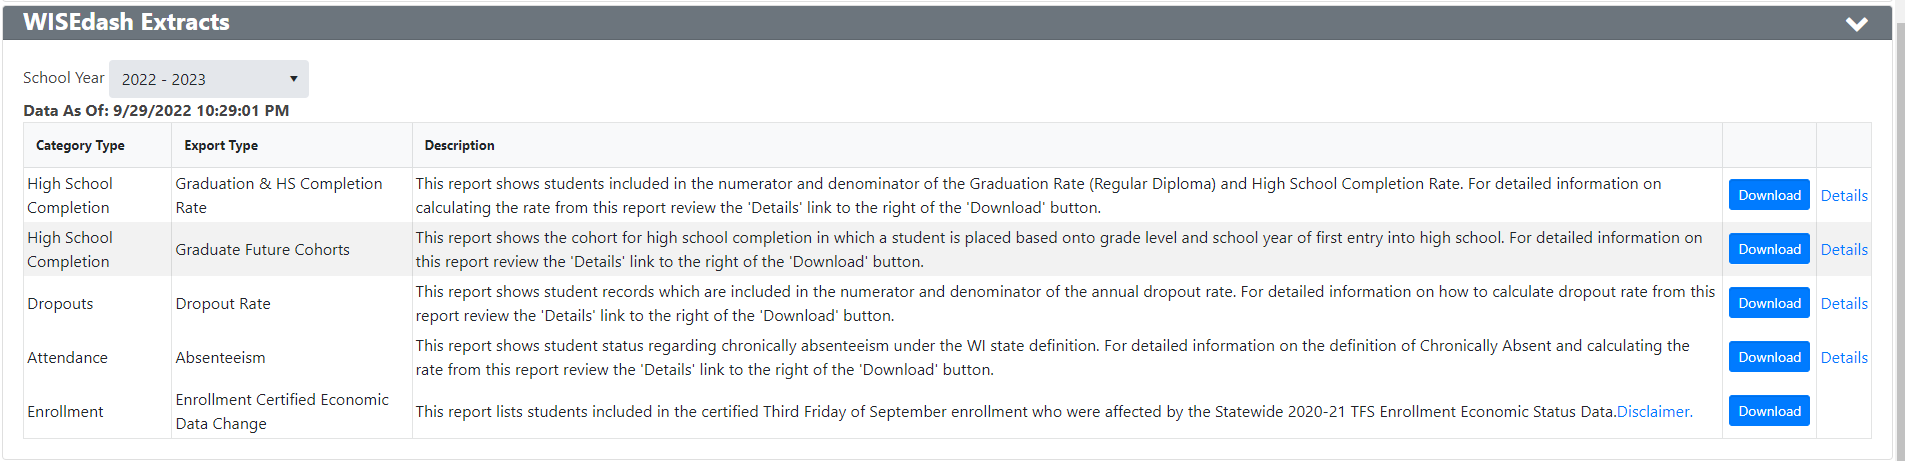 WISEdash Extracts
School Year 2022 - 2023
Data As Of: 9/29/2022 10:29:01 PM
Category Type Export Type Description
High School Completion Graduation & HS Completion Rate This report shows students included in the numerator and denominator of the Graduation Rate (Regular Diploma) and High School Completion Rate. For detailed information on calculating the rate from this report review the 'Details' link to the right of the 'Download' button. Download Details
High School Completion Graduate Future Cohorts This report shows the cohort for high school completion in which a student is placed based onto grade level and school year of first entry into high school. For detailed information on this report review the 'Details' link to the right of the 'Download' button. Download Details
Dropouts Dropout Rate This report shows student records which are included in the numerator and denominator of the annual dropout rate. For detailed information on how to calculate dropout rate from this report review the 'Details' link to the right of the 'Download' button. Download Details
Attendance Absenteeism This report shows student status regarding chronically absenteeism under the WI state definition. For detailed information on the definition of Chronically Absent and calculating the rate from this report review the 'Details' link to the right of the 'Download' button. Download Details
Enrollment Enrollment Certified Economic Data Change This report lists students included in the certified Third Friday of September enrollment who were affected by the Statewide 2020-21 TFS Enrollment Economic Status Data.Disclaimer. Download